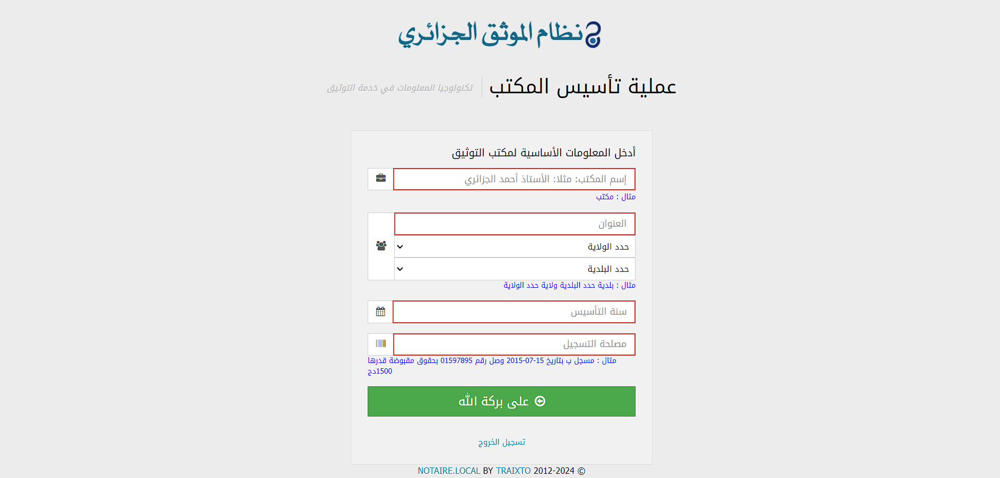 نظام الموثق الجزائري
عملية تأسيس المكتب
تكنولوجيا المعلومات في خدمة التوثيق
أدخل المعلومات الأساسية لمكتب التوثيق
إسم المكتب: مثلا: الأستاذ أحمد الجزائري
مثال : مكتب
العنوان
حدد الولاية
حدد البلدية
مثال : بلدية حدد البلدية ولاية حدد الولاية
سنة التأسيس
مصلحة التسجيل
مثال : مسجل ب بتاريخ 15-07-2015 وصل رقم 01597895 بحقوق مقبوضة قدرها
1500دج
على بركة الله
تسجيل الخروج
NOTAIRE.LOCAL BY TRAIXTO 2012-2024 ©